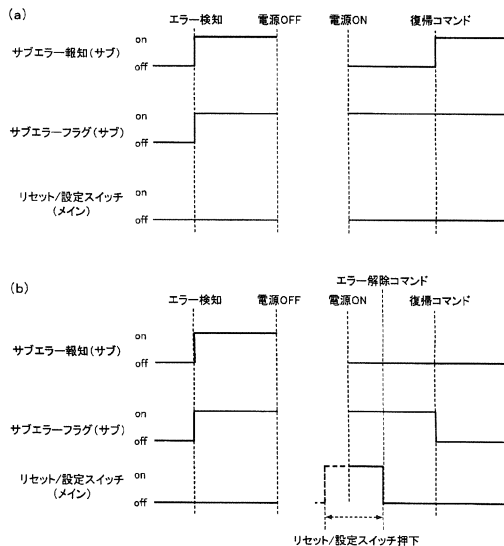 (a)
エラー検知 電源OFF 電源ON 復帰コマンド
サブエラー報知(サブ) on
off
サブエラーフラグ(サブ) on
off
リセット/設定スイッチ
(メイン)
on
off
(b)
エラー解除コマンド
エラー検知 電源OFF 電源ON 復帰コマンド
サブエラー報知(サブ) on
off
サブエラーフラグ(サブ) on
off
リセット/設定スイッチ
(メイン)
on
off
リセット/設定スイッチ押下